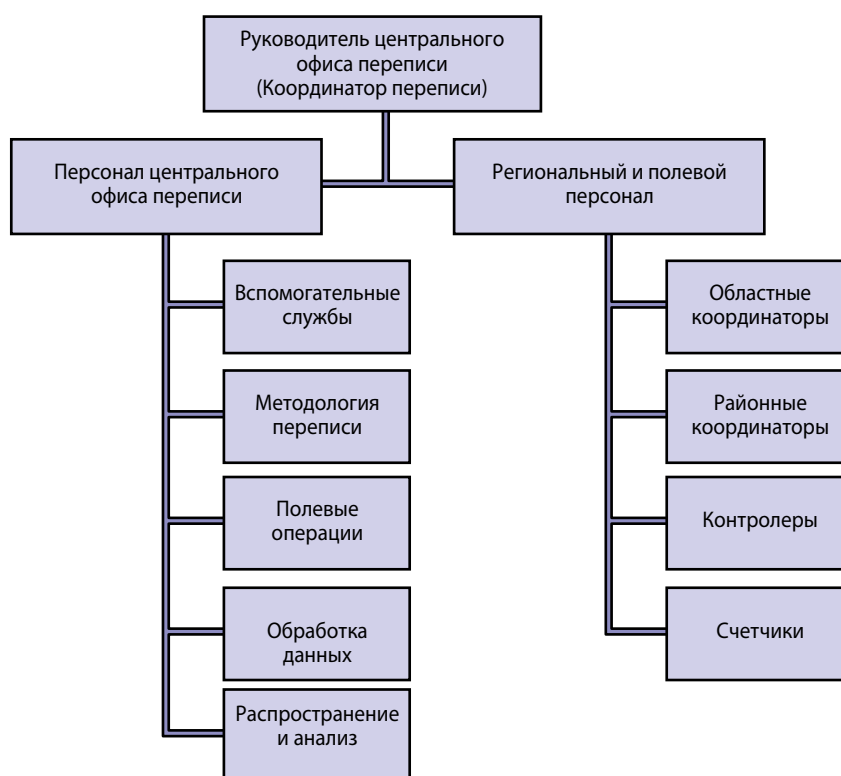 Руководитель центрального
офиса переписи
(Координатор переписи)
Персонал центрального
офиса переписи
Региональный и полевой
персонал
Вспомогательные
службы
Методология
переписи
Полевые
операции
Обработка
данных
Распространение
и анализ
Областные
координаторы
Районные
координаторы
Контролеры
Счетчики